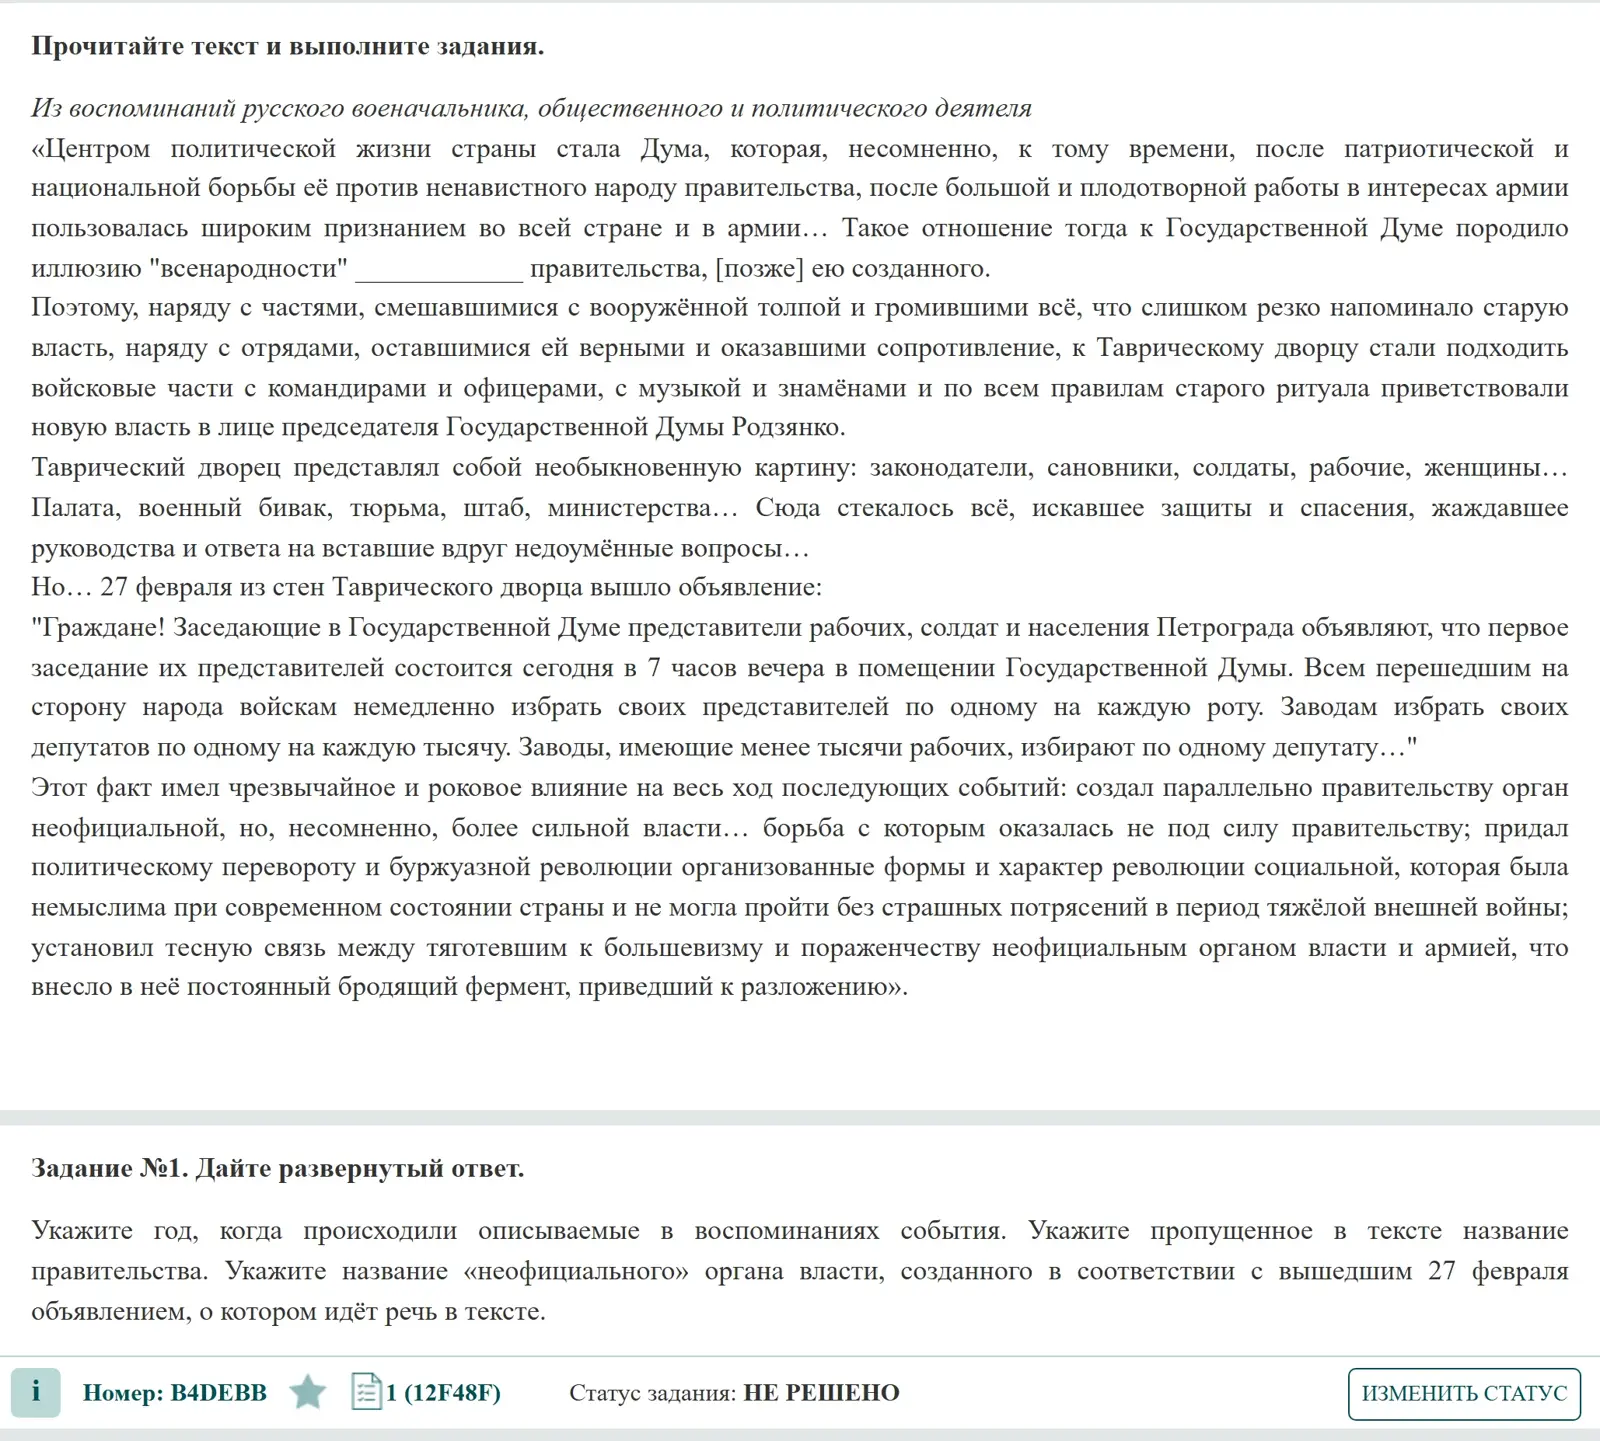 Прочитайте текст и выполните задания.
Из воспоминаний русского военачальника, общественного и политического деятеля
«Центром политической жизни страны стала Дума, которая, несомненно, к тому времени, после патриотической и
национальной борьбы её против ненавистного народу правительства, после большой и плодотворной работы в интересах армии
пользовалась широким признанием во всей стране и в армии… Такое отношение тогда к Государственной Думе породило
иллюзию "всенародности" ____________ правительства, [позже] ею созданного.
Поэтому, наряду с частями, смешавшимися с вооружённой толпой и громившими всё, что слишком резко напоминало старую
власть, наряду с отрядами, оставшимися ей верными и оказавшими сопротивление, к Таврическому дворцу стали подходить
войсковые части с командирами и офицерами, с музыкой и знамёнами и по всем правилам старого ритуала приветствовали
новую власть в лице председателя Государственной Думы Родзянко.
Таврический дворец представлял собой необыкновенную картину: законодатели, сановники, солдаты, рабочие, женщины…
Палата, военный бивак, тюрьма, штаб, министерства… Сюда стекалось всё, искавшее защиты и спасения, жаждавшее
руководства и ответа на вставшие вдруг недоумённые вопросы…
Но… 27 февраля из стен Таврического дворца вышло объявление:
"Граждане! Заседающие в Государственной Думе представители рабочих, солдат и населения Петрограда объявляют, что первое
заседание их представителей состоится сегодня в 7 часов вечера в помещении Государственной Думы. Всем перешедшим на
сторону народа войскам немедленно избрать своих представителей по одному на каждую роту. Заводам избрать своих
депутатов по одному на каждую тысячу. Заводы, имеющие менее тысячи рабочих, избирают по одному депутату…"
Этот факт имел чрезвычайное и роковое влияние на весь ход последующих событий: создал параллельно правительству орган
неофициальной, но, несомненно, более сильной власти… борьба с которым оказалась не под силу правительству; придал
политическому перевороту и буржуазной революции организованные формы и характер революции социальной, которая была
немыслима при современном состоянии страны и не могла пройти без страшных потрясений в период тяжёлой внешней войны;
установил тесную связь между тяготевшим к большевизму и пораженчеству неофициальным органом власти и армией, что
внесло в неё постоянный бродящий фермент, приведший к разложению».
Задание №1. Дайте развернутый ответ.
Укажите год, когда происходили описываемые в воспоминаниях события. Укажите пропущенное в тексте название
правительства. Укажите название «неофициального» органа власти, созданного в соответствии с вышедшим 27 февраля
объявлением, о котором идёт речь в тексте.
i Номер: B4DEBB 1 (12F48F) Статус задания: НЕ РЕШЕНО ИЗМЕНИТЬ СТАТУС